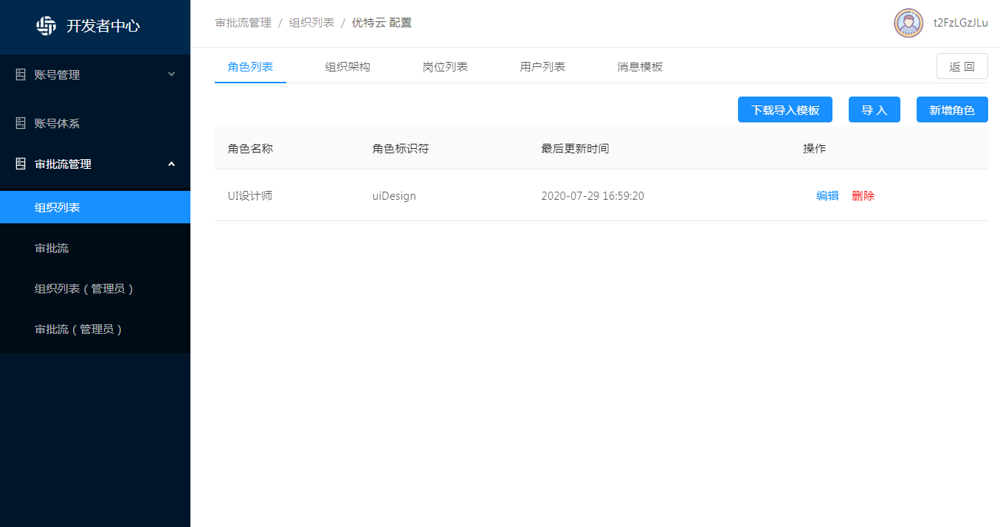 开发者中心
账号管理
账号体系
审批流管理
组织列表
审批流
组织列表（管理员）
审批流（管理员）
审批流管理 / 组织列表 / 优特云 配置
t2FzLGzJLu
角色列表 组织架构 岗位列表 用户列表 消息模板 返 回
下载导入模板 导 入 新增角色
角色名称 角色标识符 最后更新时间 操作
UI设计师 uiDesign 2020-07-29 16:59:20 编辑 删除